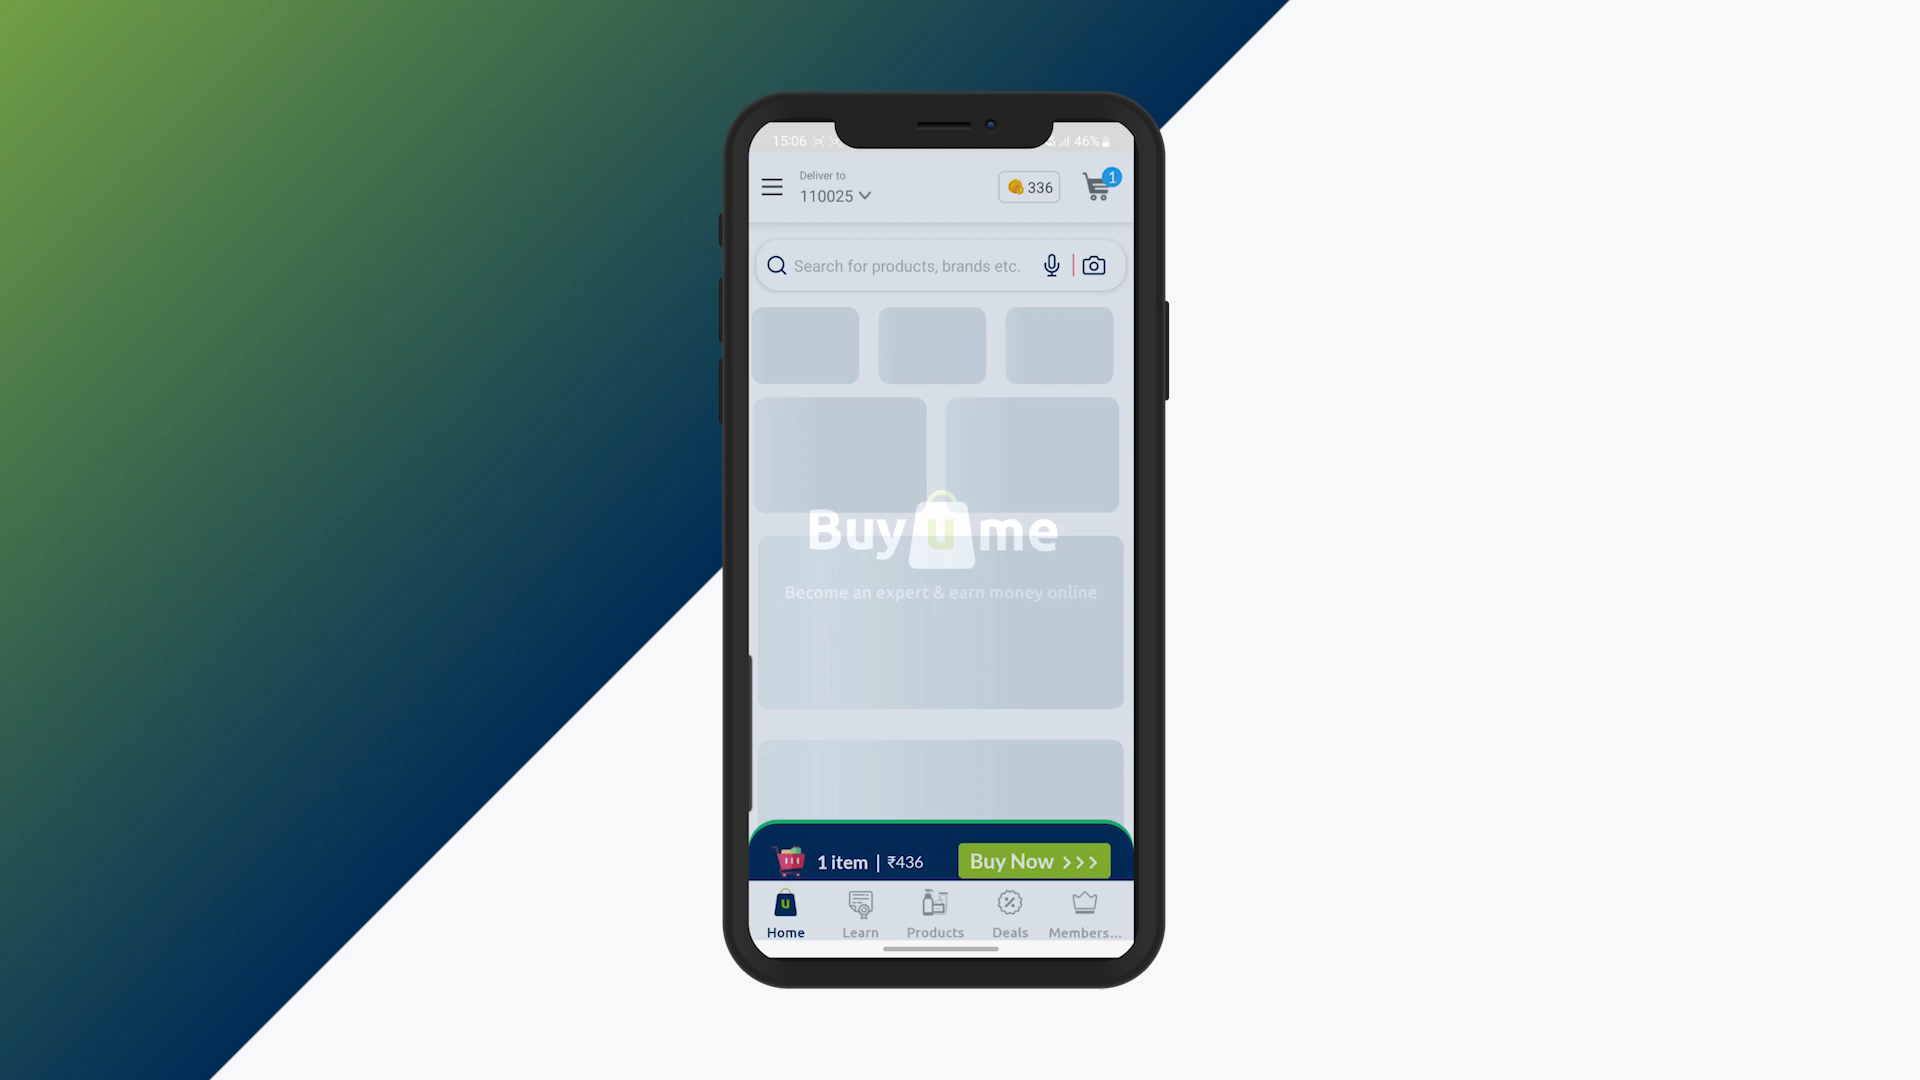 15:06
46%
Deliver to
110025
336
1
Search for products, brands etc.
Buy u me
Become an expert & earn money online
1 item | ₹436
Buy Now >>>
u
Home
Learn
Products
Deals
Members...